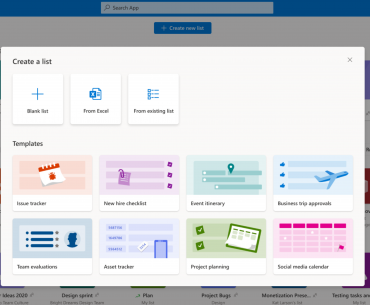 Search App
+ Create new list
Create a list
Blank list
From Excel
From existing list
Templates
Issue tracker
New hire checklist
Event itinerary
Business trip approvals
Team evaluations
Asset tracker
Project planning
Social media calendar
Ideas 2020
Design sprint
Plan
Project Bugs
Monetization Prese...
Testing tasks an
My list